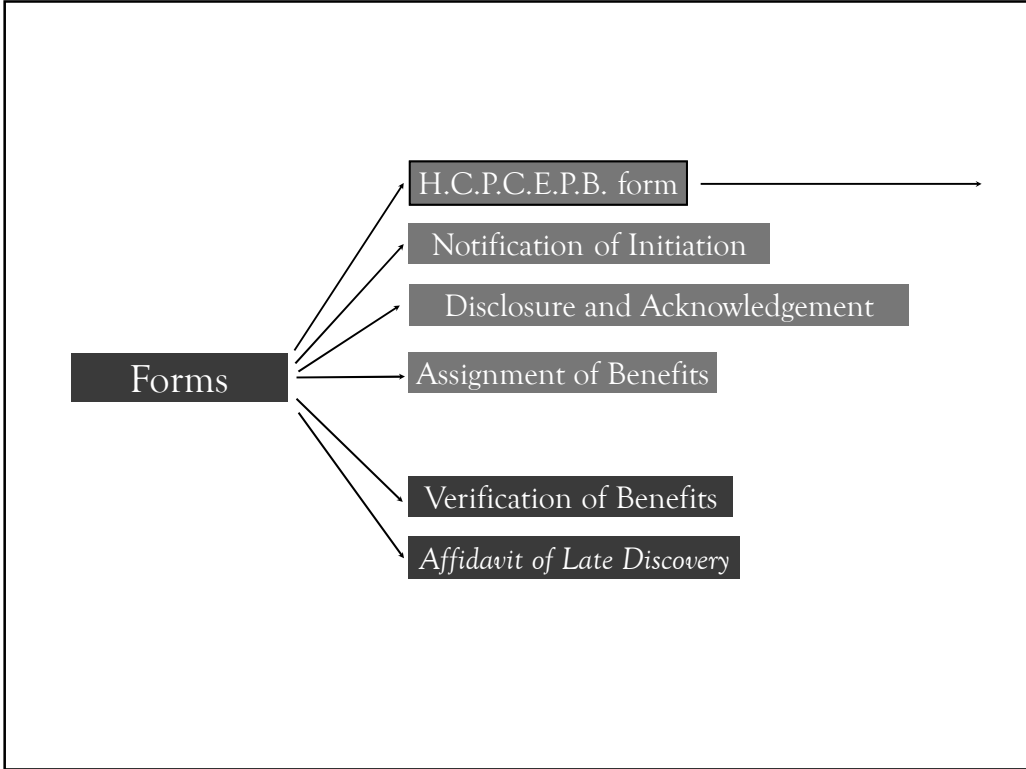 H.C.P.C.E.P.B. form
Notification of Initiation
Disclosure and Acknowledgement
Forms
Assignment of Benefits
Verification of Benefits
Affidavit of Late Discovery